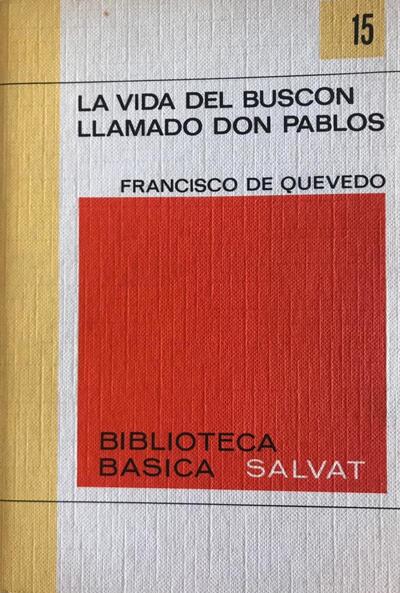 15
LA VIDA DEL BUSCON
LLAMADO DON PABLOS
FRANCISCO DE QUEVEDO
BIBLIOTECA
BASICA SALVAT